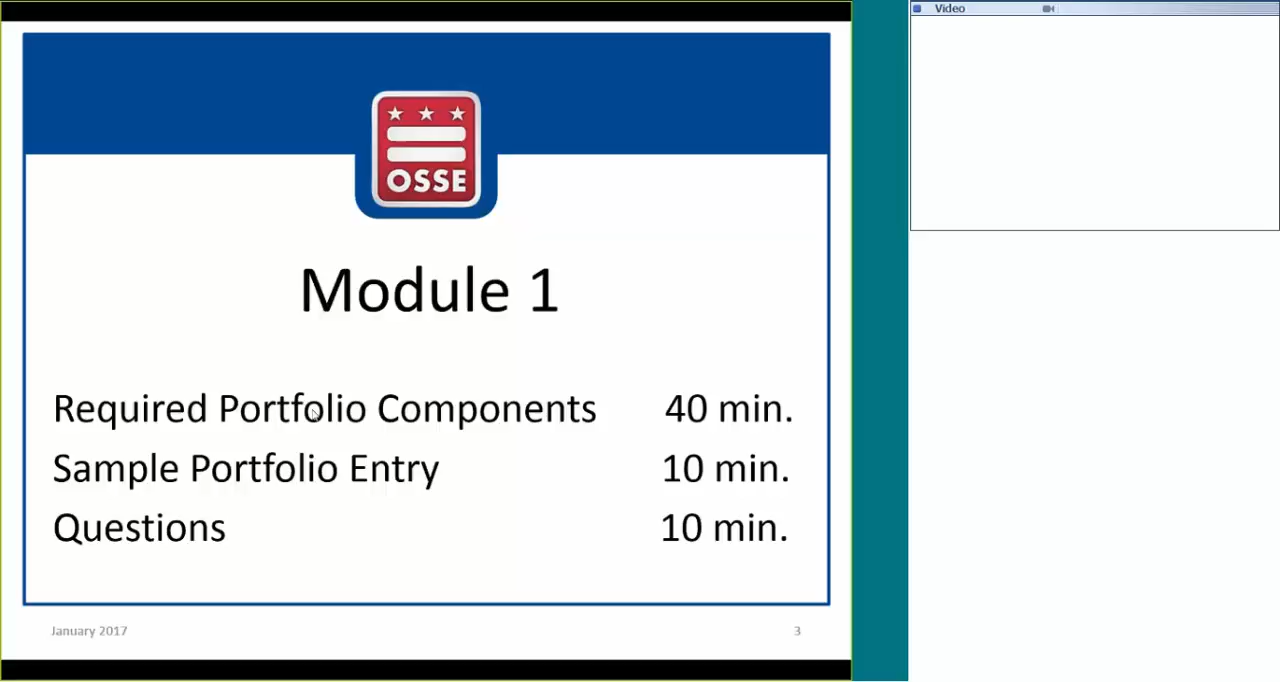 Video
OSSE
Module 1
Required Portfolio Components 40 min.
Sample Portfolio Entry 10 min.
Questions 10 min.
January 2017 3